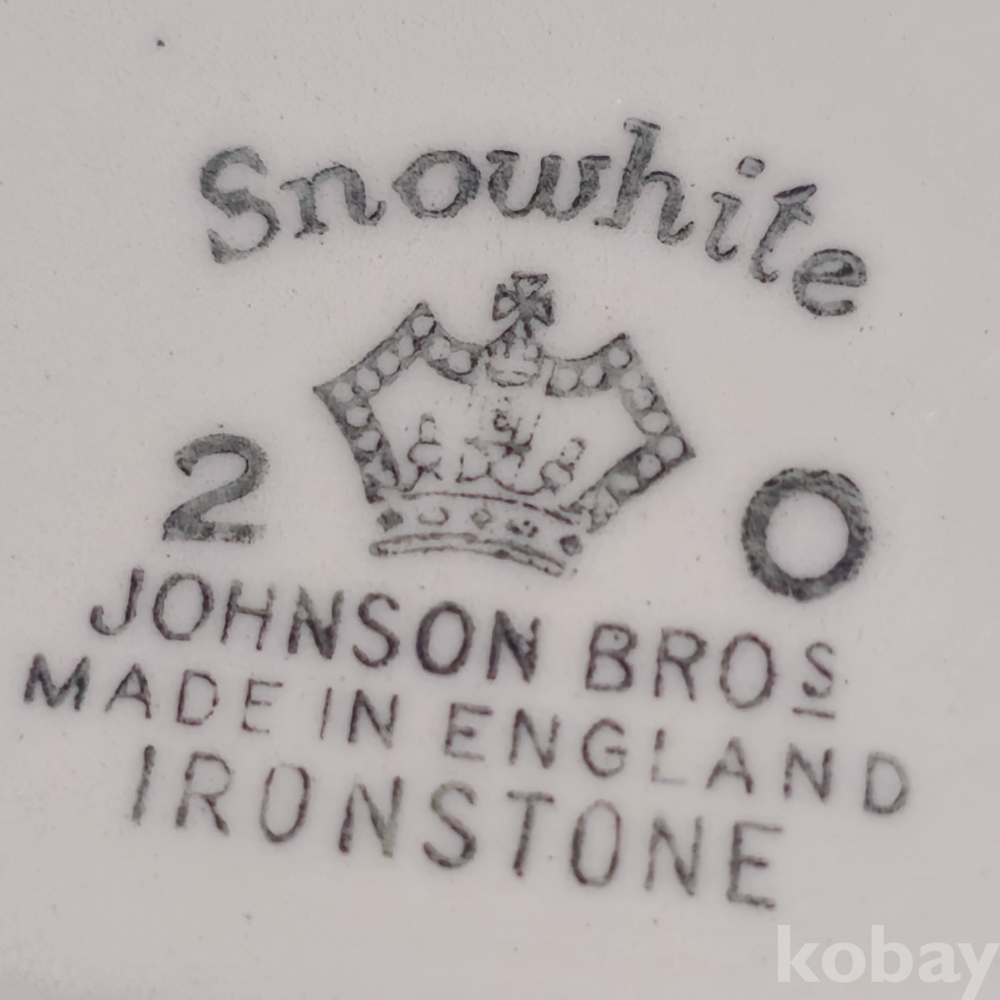 Snowhite
2 O
JOHNSON BROS
MADE IN ENGLAND
IRONSTONE
kobay